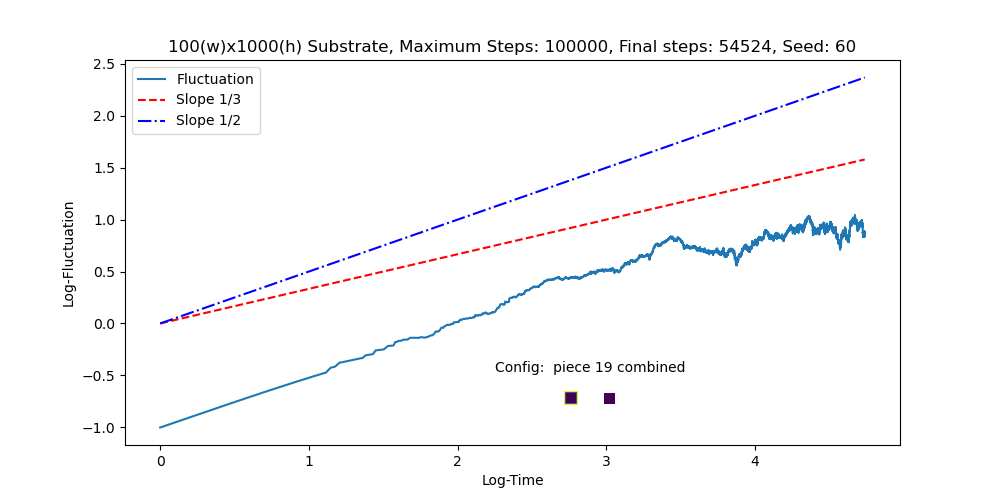 100(w)x1000(h) Substrate, Maximum Steps: 100000, Final steps: 54524, Seed: 60
2.5
2.0
1.5
1.0
0.5
0.0
−0.5
−1.0
Log-Fluctuation
Fluctuation
Slope 1/3
Slope 1/2
Config:  piece 19 combined
0 1 2 3 4
Log-Time